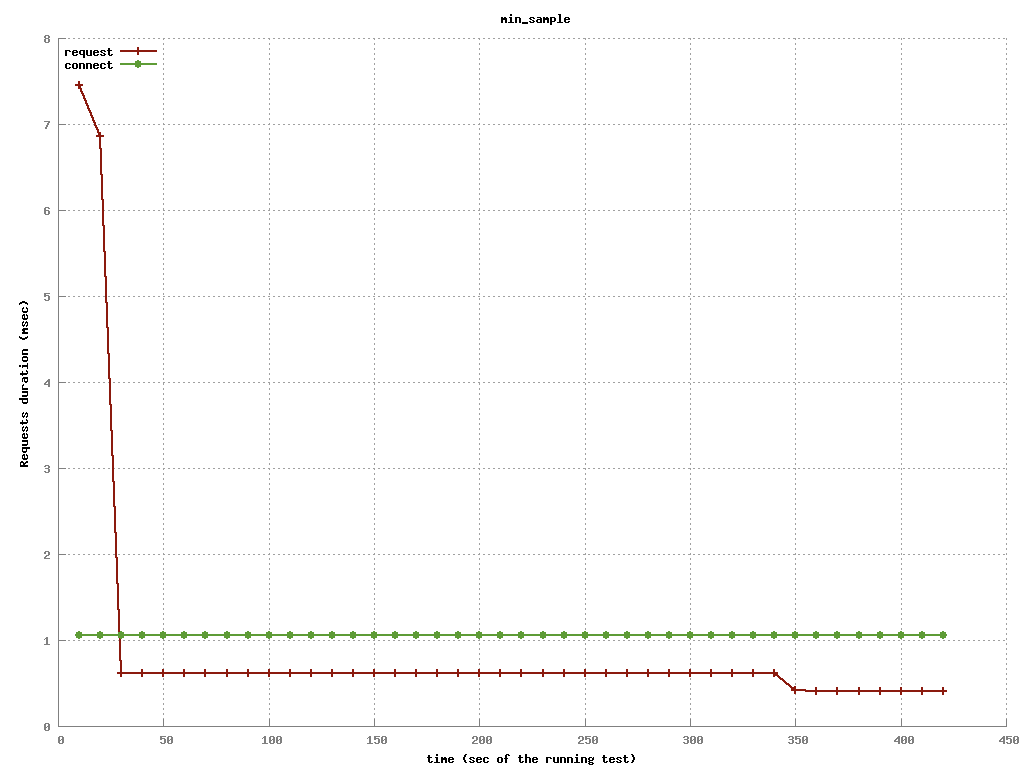 min_sample
request
connect
8
7
6
5
4
3
2
1
0
Requests duration (msec)
0 50 100 150 200 250 300 350 400 450
time (sec of the running test)